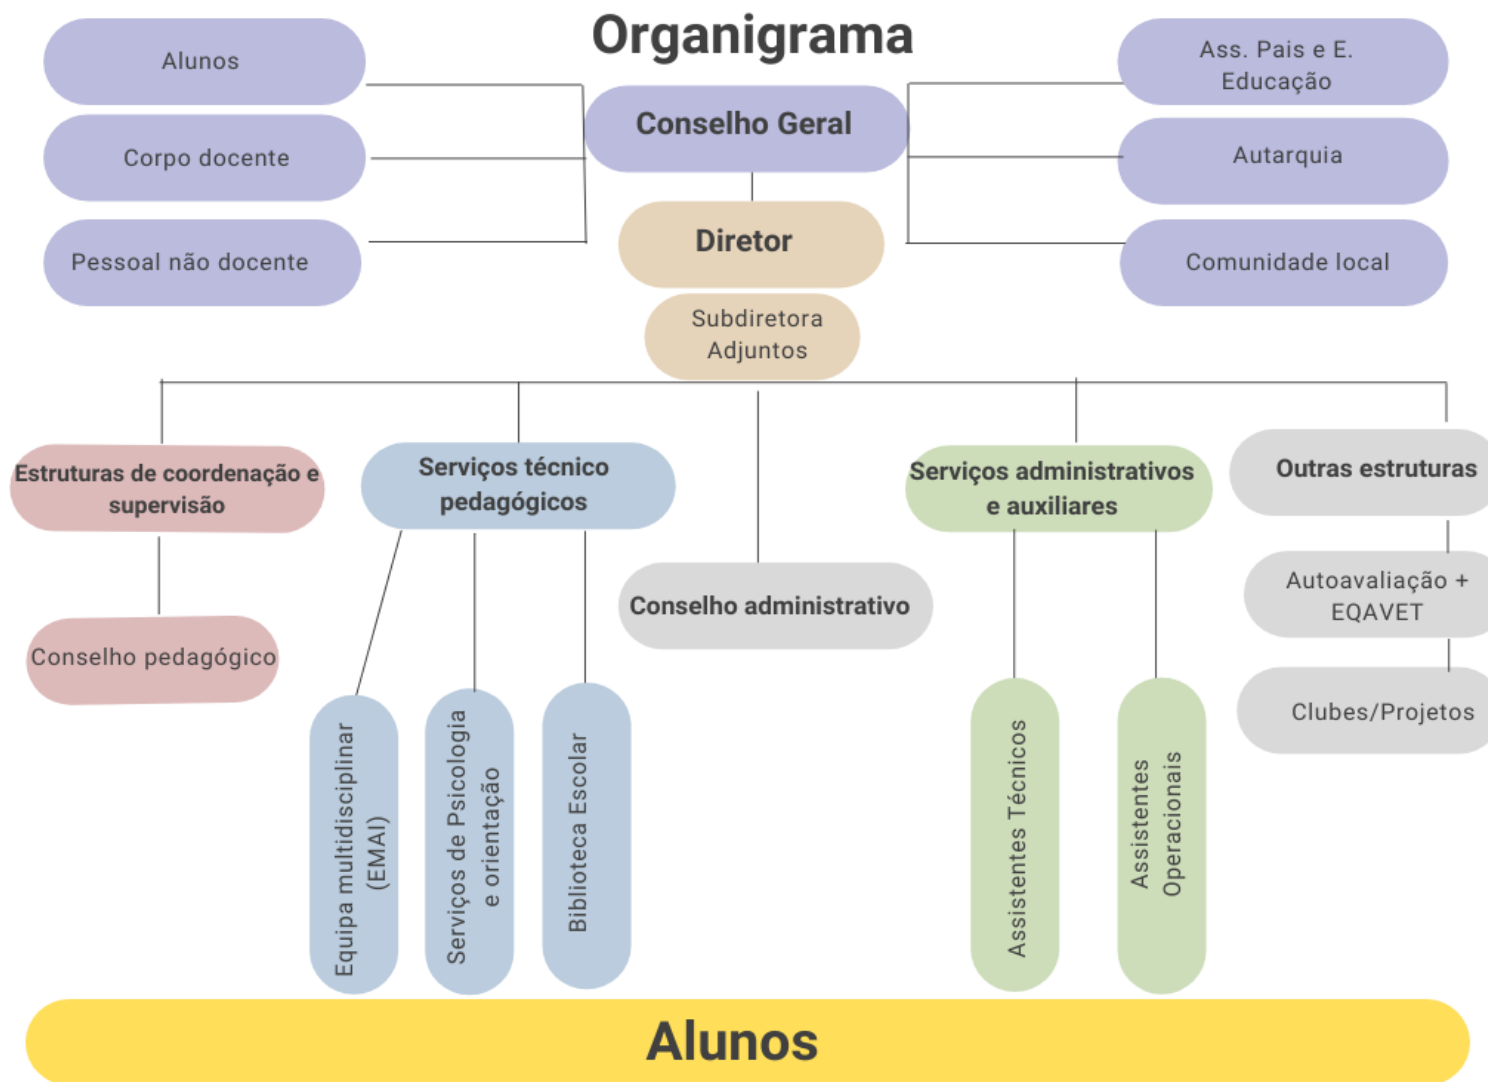 Organigrama
Alunos
Corpo docente
Pessoal não docente
Conselho Geral
Ass. Pais e E.
Educação
Autarquia
Comunidade local
Diretor
Subdiretora
Adjuntos
Estruturas de coordenação e
supervisão
Conselho pedagógico
Serviços técnico
pedagógicos
Equipa multidisciplinar
(EMAI)
Serviços de Psicologia
e orientação
Biblioteca Escolar
Conselho administrativo
Serviços administrativos
e auxiliares
Assistentes Técnicos
Assistentes
Operacionais
Outras estruturas
Autoavaliação +
EQAVET
Clubes/Projetos
Alunos